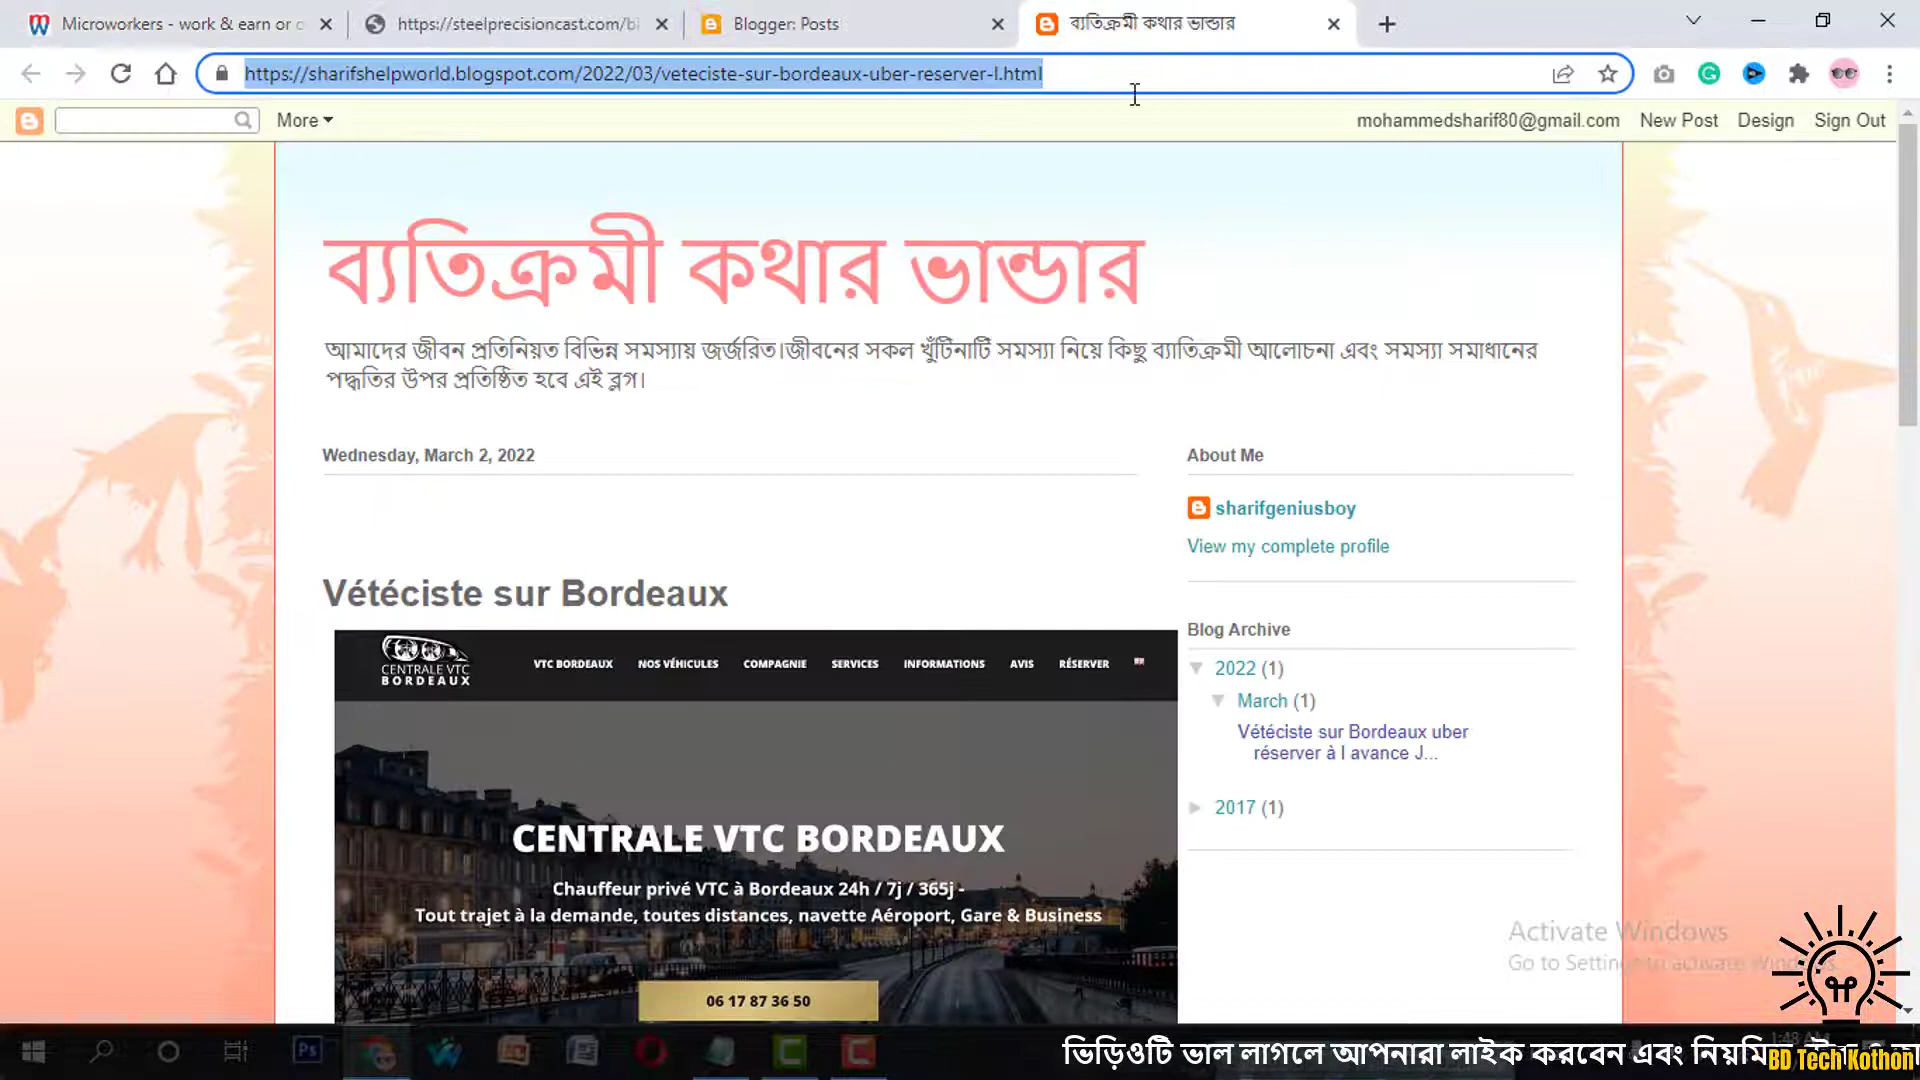 Microworkers - work & earn or c
https://steelprecisioncast.com/bl
Blogger: Posts
ব্যতিক্রমী কথার ভান্ডার
https://sharifshelpworld.blogspot.com/2022/03/veteciste-sur-bordeaux-uber-reserver-l.html
More
mohammedsharif80@gmail.com
New Post
Design
Sign Out
ব্যতিক্রমী কথার ভান্ডার
আমাদের জীবন প্রতিনিয়ত বিভিন্ন সমস্যায় জর্জরিত।জীবনের সকল খুঁটিনাটি সমস্যা নিয়ে কিছু ব্যাতিক্রমী আলোচনা এবং সমস্যা সমাধানের
পদ্ধতির উপর প্রতিষ্ঠিত হবে এই ব্লগ।
Wednesday, March 2, 2022
Vétéciste sur Bordeaux
CENTRALE VTC
BORDEAUX
VTC BORDEAUX
NOS VÉHICULES
COMPAGNIE
SERVICES
INFORMATIONS
AVIS
RÉSERVER
CENTRALE VTC BORDEAUX
Chauffeur privé VTC à Bordeaux 24h / 7j / 365j -
Tout trajet à la demande, toutes distances, navette Aéroport, Gare & Business
06 17 87 36 50
About Me
sharifgeniusboy
View my complete profile
Blog Archive
2022 (1)
March (1)
Vétéciste sur Bordeaux uber
réserver à l avance J...
2017 (1)
Activate Windows
Go to Settings to activate Windows.
Ps
ভিডিওটি ভাল লাগলে আপনারা লাইক করবেন এবং নিয়মি
BD Tech Kothon